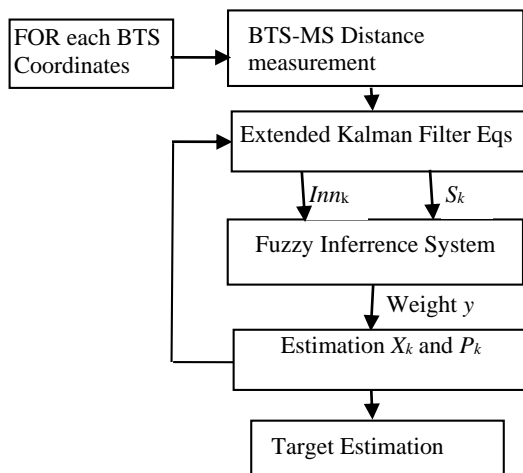 FOR each BTS
Coordinates
BTS-MS Distance
measurement
Extended Kalman Filter Eqs
Innk
Sk
Fuzzy Inferrence System
Weight y
Estimation Xk and Pk
Target Estimation